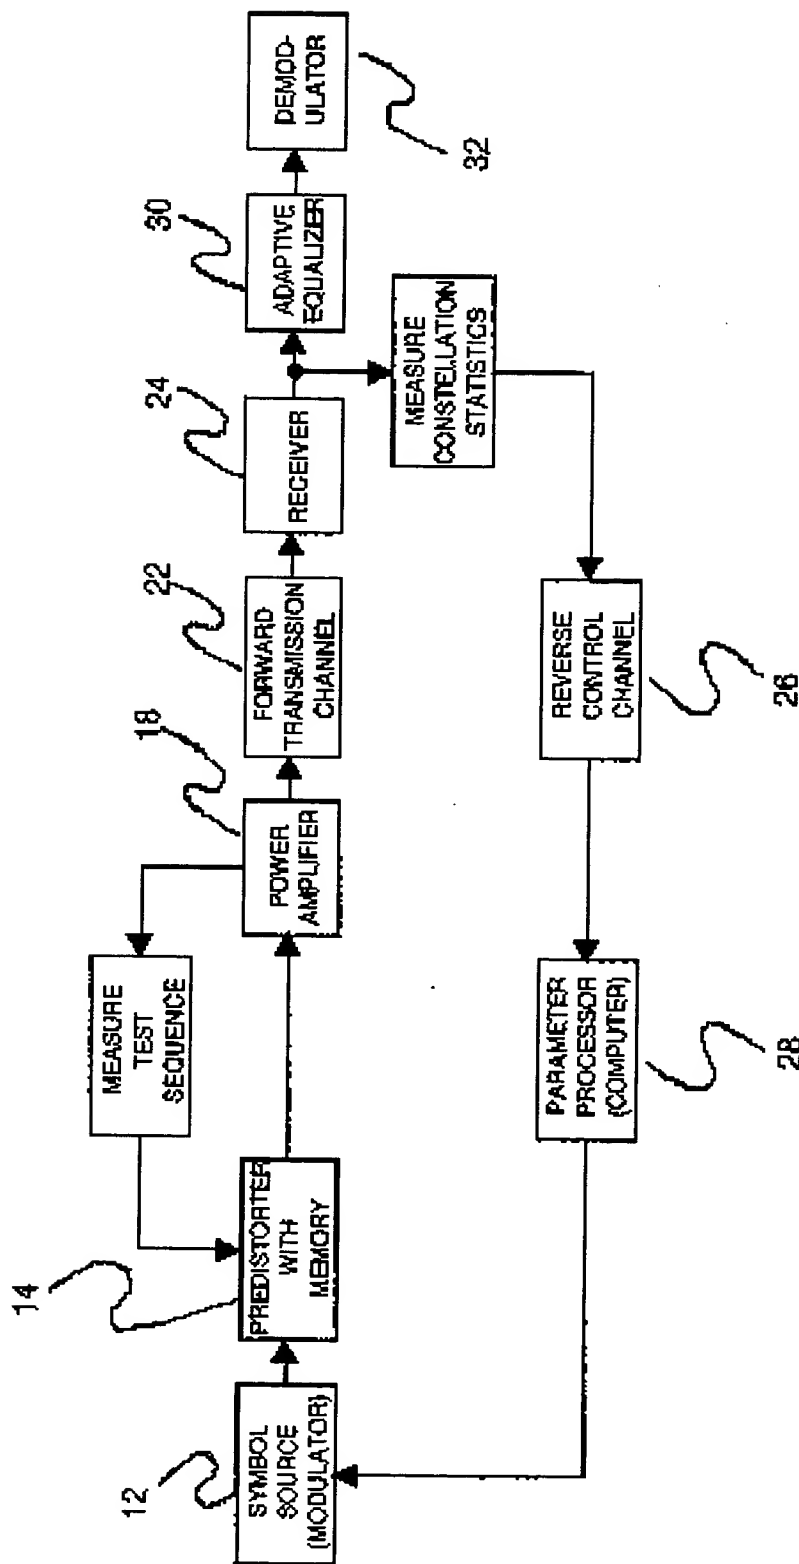 MEASURE
TEST
SEQUENCE
14
18
22
24
30
12
SYMBOL
SOURCE
(MODULATOR)
PREDISTORTER
WITH
MEMORY
POWER
AMPLIFIER
FORWARD
TRANSMISSION
CHANNEL
RECEIVER
ADAPTIVE
EQUALIZER
DEMOD-
ULATOR
32
MEASURE
CONSTELLATION
STATISTICS
PARAMETER
PROCESSOR
(COMPUTER)
REVERSE
CONTROL
CHANNEL
28
26